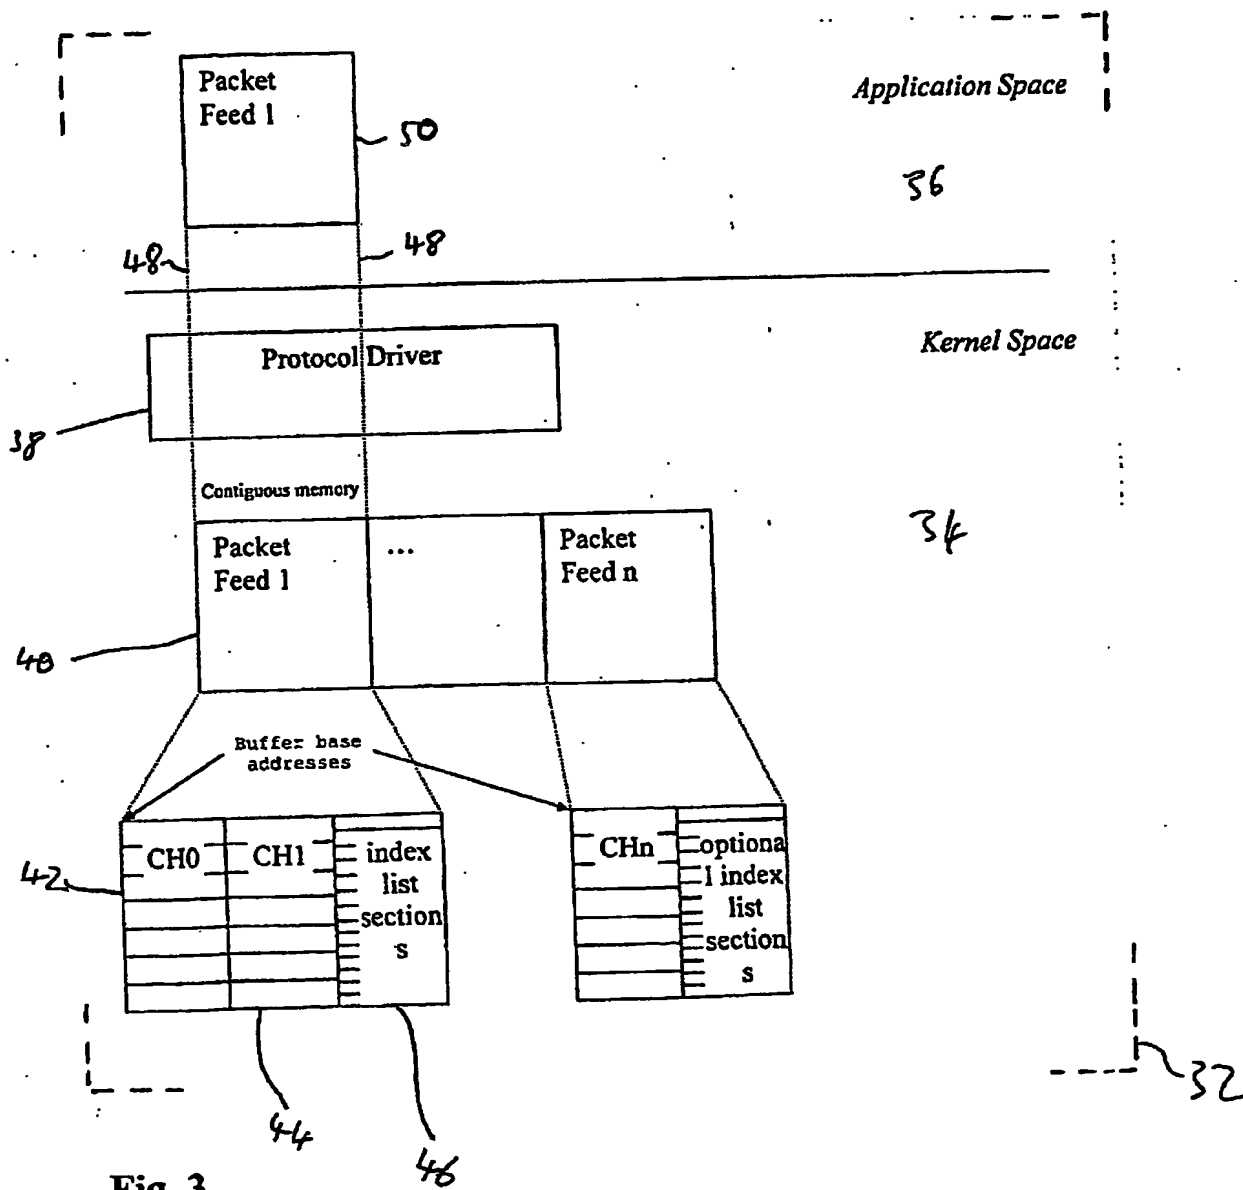 Packet
Feed 1
Application Space
50
36
48
48
Kernel Space
Protocol Driver
38
Contiguous memory
34
Packet
Feed 1
...
Packet
Feed n
40
Buffer base
addresses
CH0
CH1
index
list
section
s
CHn
optiona
l index
list
section
s
42
32
44
46
Fig. 3